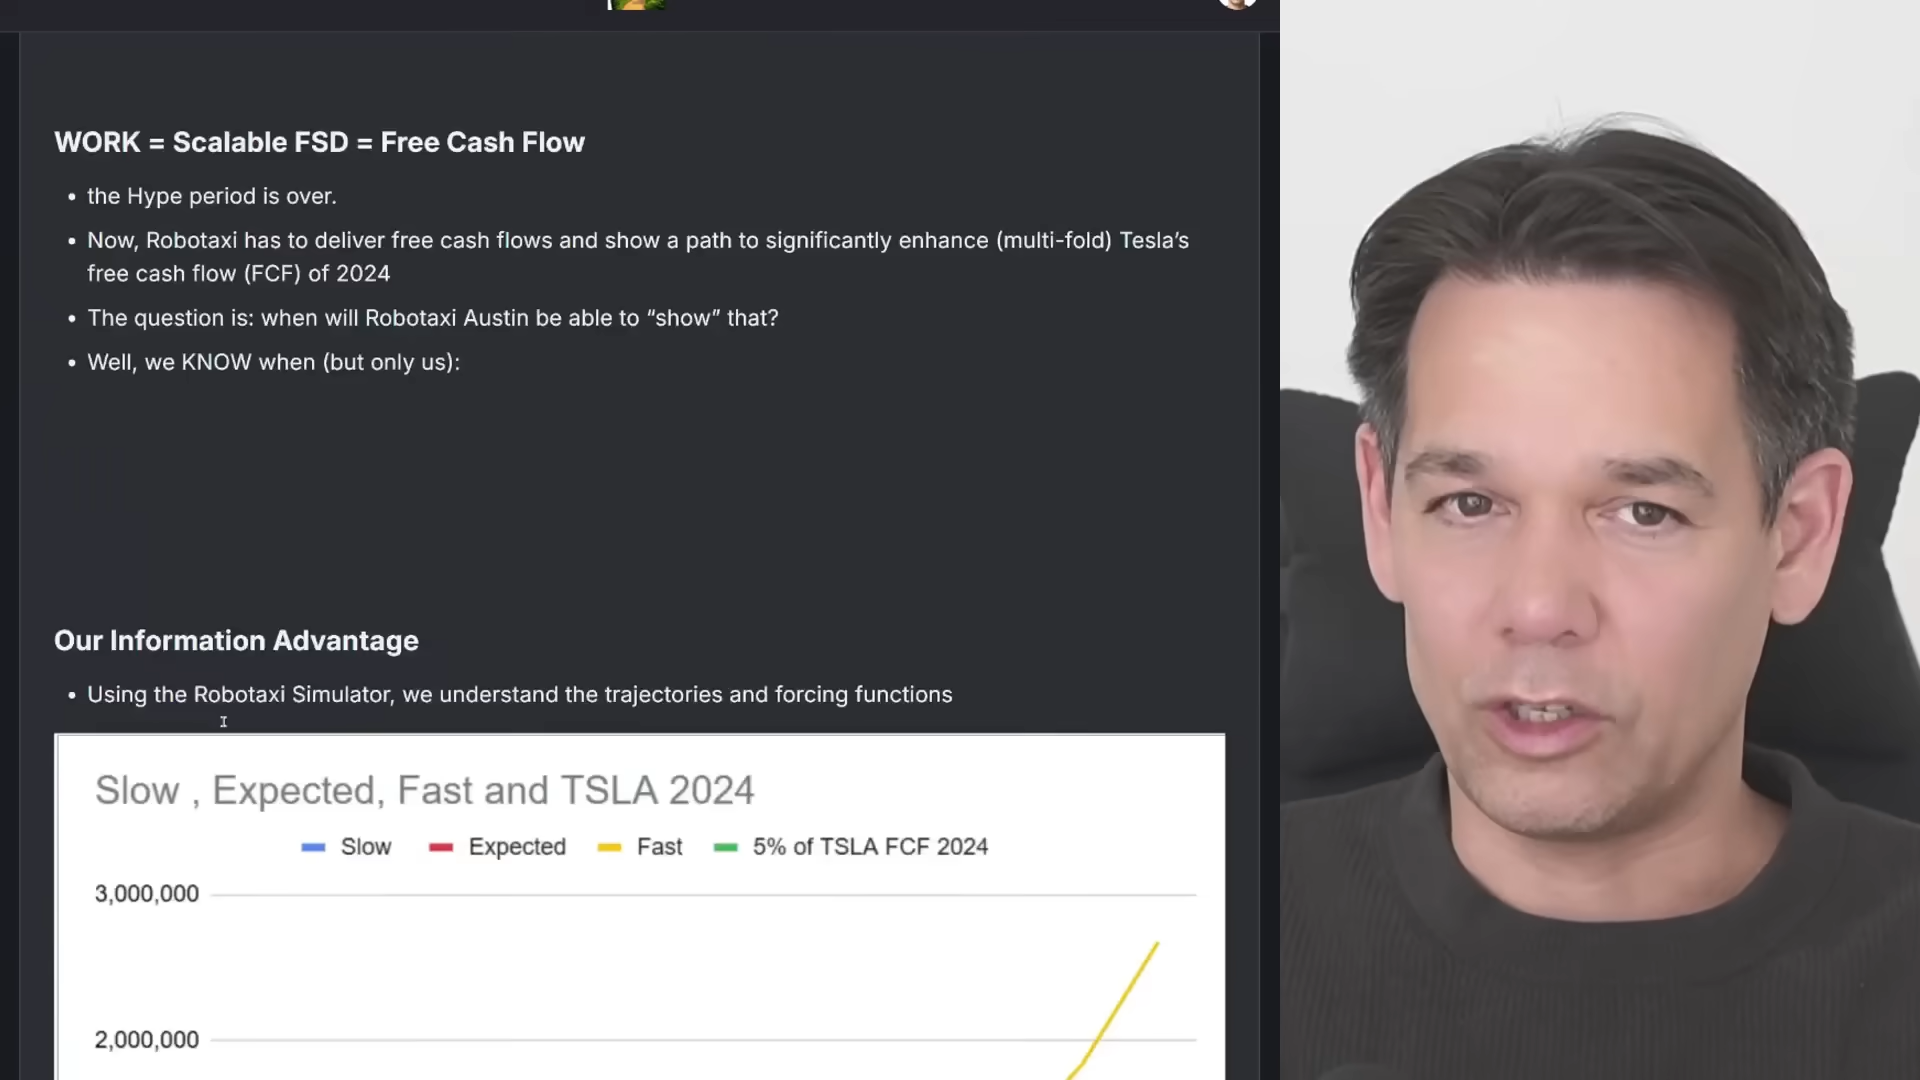 WORK = Scalable FSD = Free Cash Flow
• the Hype period is over.
• Now, Robotaxi has to deliver free cash flows and show a path to significantly enhance (multi-fold) Tesla’s
free cash flow (FCF) of 2024
• The question is: when will Robotaxi Austin be able to “show” that?
• Well, we KNOW when (but only us):
Our Information Advantage
• Using the Robotaxi Simulator, we understand the trajectories and forcing functions
Slow , Expected, Fast and TSLA 2024
Slow Expected Fast 5% of TSLA FCF 2024
3,000,000
2,000,000